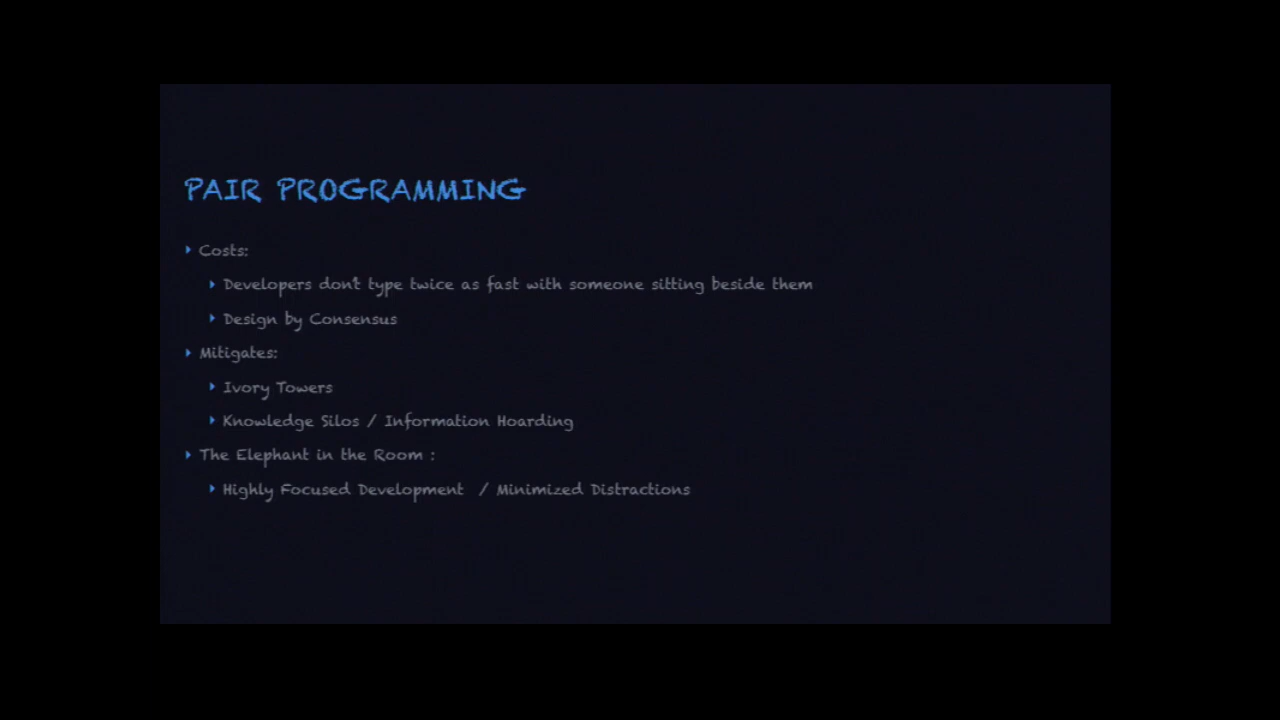 PAIR PROGRAMMING
Costs:
Developers don't type twice as fast with someone sitting beside them
Design by Consensus
Mitigates:
Ivory Towers
Knowledge Silos / Information Hoarding
The Elephant in the Room :
Highly Focused Development / Minimized Distractions